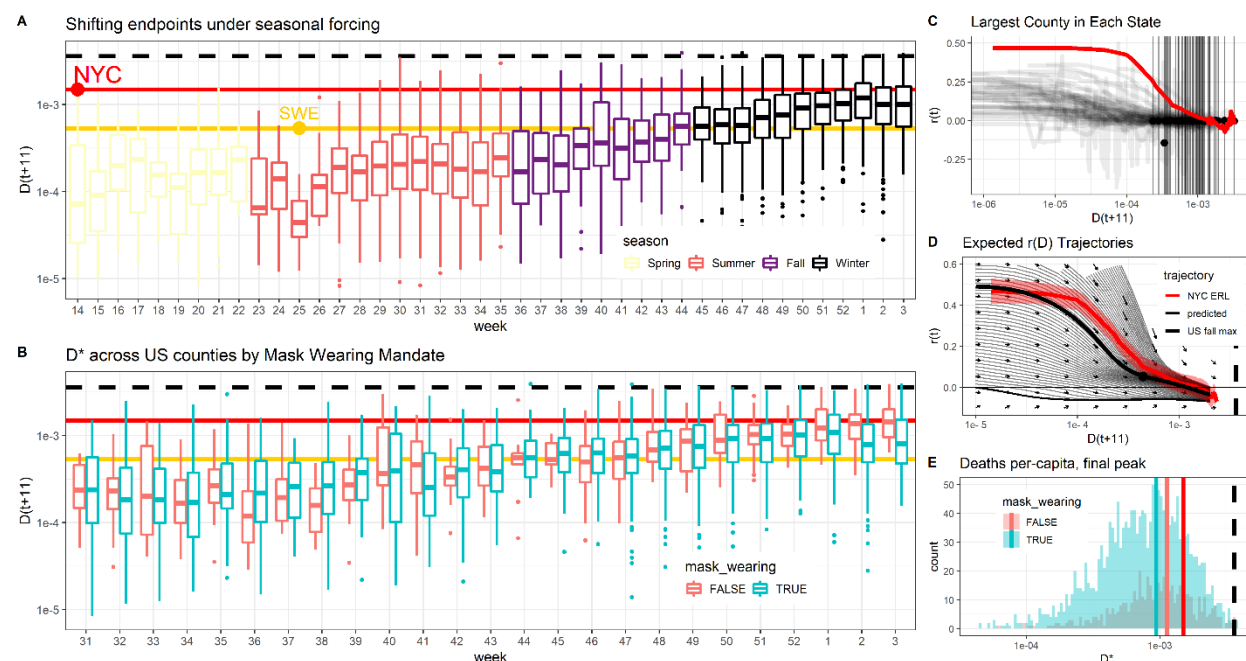 A
Shifting endpoints under seasonal forcing
D(t+11)
1e-3
1e-4
1e-5
NYC
SWE
season
Spring Summer Fall Winter
14 15 16 17 18 19 20 21 22 23 24 25 26 27 28 29 30 31 32 33 34 35 36 37 38 39 40 41 42 43 44 45 46 47 48 49 50 51 52 1 2 3
week
B
D* across US counties by Mask Wearing Mandate
D(t+11)
1e-3
1e-4
1e-5
mask_wearing
FALSE TRUE
31 32 33 34 35 36 37 38 39 40 41 42 43 44 45 46 47 48 49 50 51 52 1 2 3
week
C
Largest County in Each State
r(t)
0.50
0.25
0.00
-0.25
1e-06 1e-05 1e-04 1e-03
D(t+11)
D
Expected r(D) Trajectories
r(t)
0.6
0.4
0.2
0.0
trajectory
NYC ERL
predicted
US fall max
1e-5 1e-4 1e-3
D(t+11)
E
Deaths per-capita, final peak
count
50
40
30
20
10
0
mask_wearing
FALSE
TRUE
1e-04 1e-03
D*